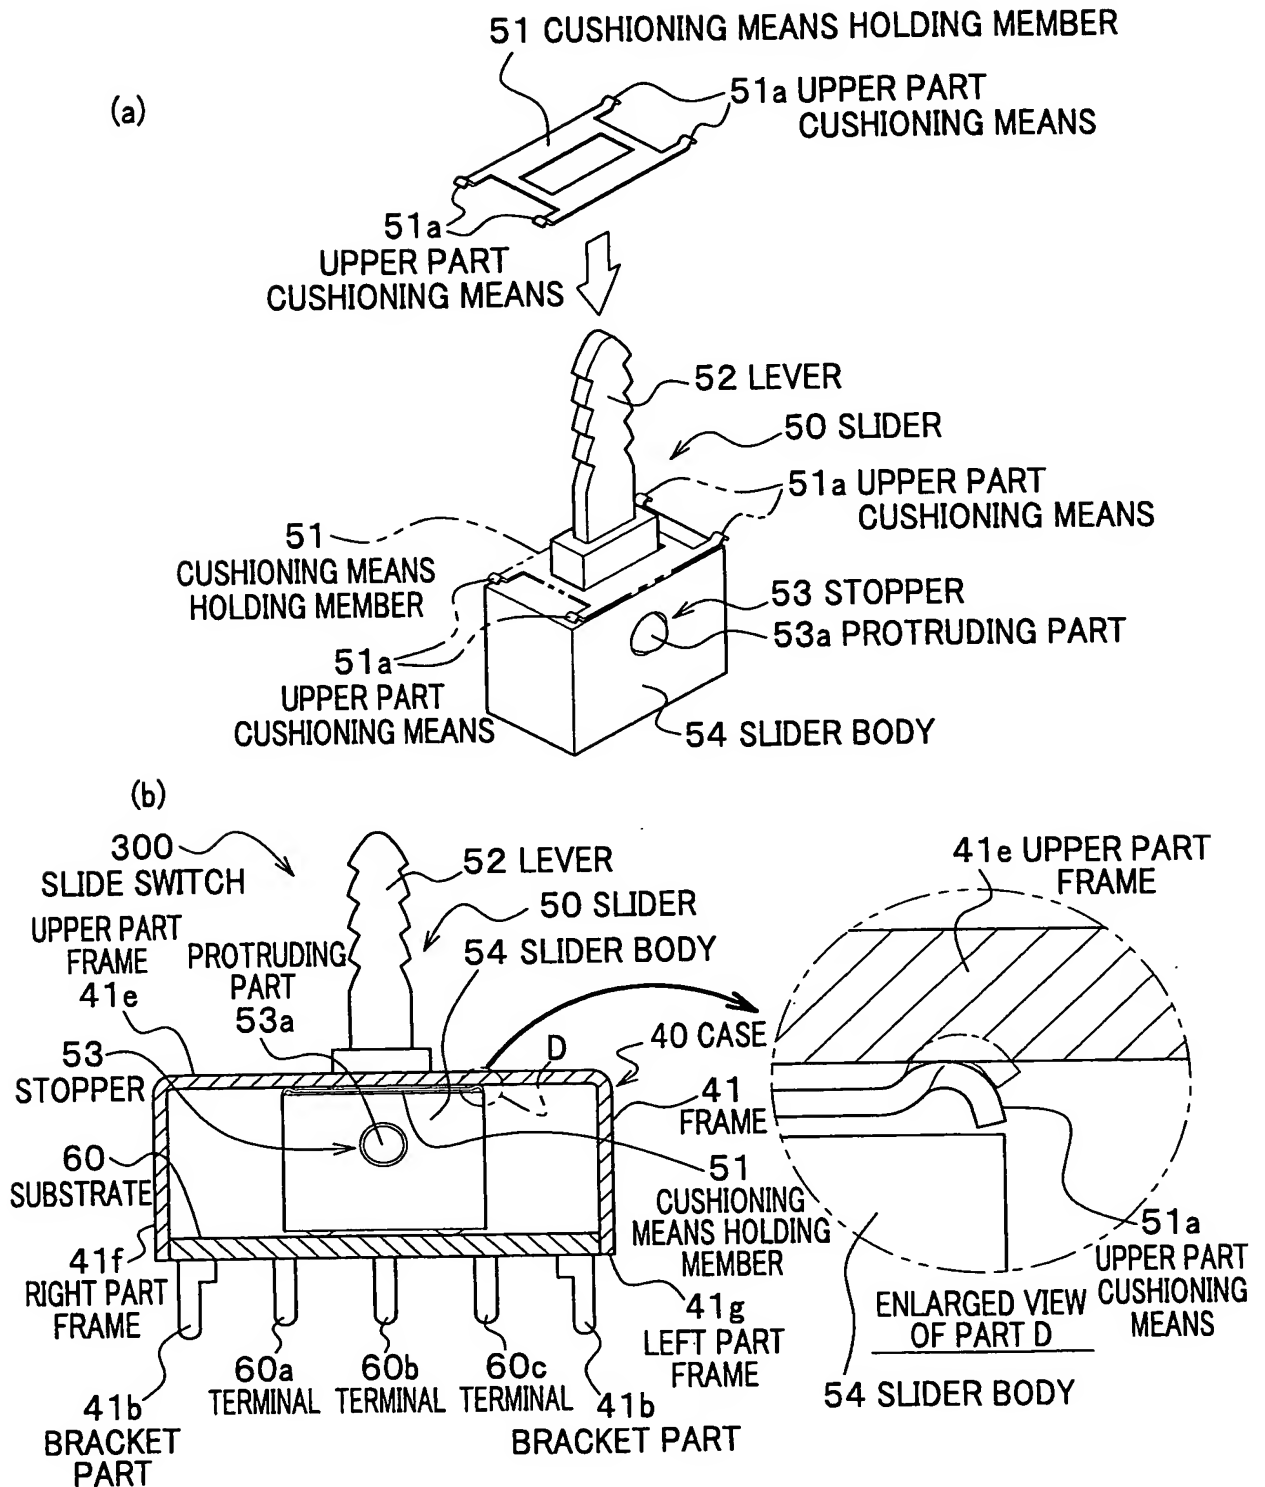 51 CUSHIONING MEANS HOLDING MEMBER
(a)
51a UPPER PART
CUSHIONING MEANS
51a
UPPER PART
CUSHIONING MEANS
52 LEVER
50 SLIDER
51a UPPER PART
CUSHIONING MEANS
51
CUSHIONING MEANS
HOLDING MEMBER
53 STOPPER
53a PROTRUDING PART
51a
UPPER PART
CUSHIONING MEANS
54 SLIDER BODY
(b)
300
SLIDE SWITCH
52 LEVER
50 SLIDER
54 SLIDER BODY
UPPER PART
FRAME
41e
PROTRUDING
PART
53a
41e UPPER PART
FRAME
53
STOPPER
D
40 CASE
41
FRAME
60
SUBSTRATE
51
CUSHIONING
MEANS HOLDING
MEMBER
41f
RIGHT PART
FRAME
41g
LEFT PART
FRAME
51a
UPPER PART
CUSHIONING
MEANS
ENLARGED VIEW
OF PART D
54 SLIDER BODY
60a
TERMINAL
60b
TERMINAL
60c
TERMINAL
41b
BRACKET
PART
41b
BRACKET PART